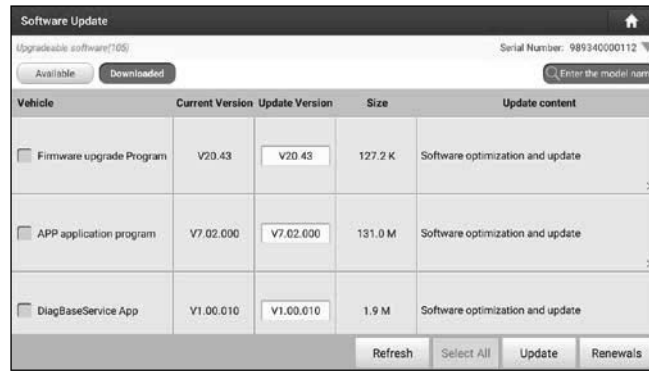 Software Update
Upgradeable software(105)
Serial Number: 989340000112
Available Downloaded
Enter the model nam
Vehicle Current Version Update Version Size Update content
Firmware upgrade Program V20.43 V20.43 127.2 K Software optimization and update
APP application program V7.02.000 V7.02.000 131.0 M Software optimization and update
DiagBaseService App V1.00.010 V1.00.010 1.9 M Software optimization and update
Refresh Select All Update Renewals